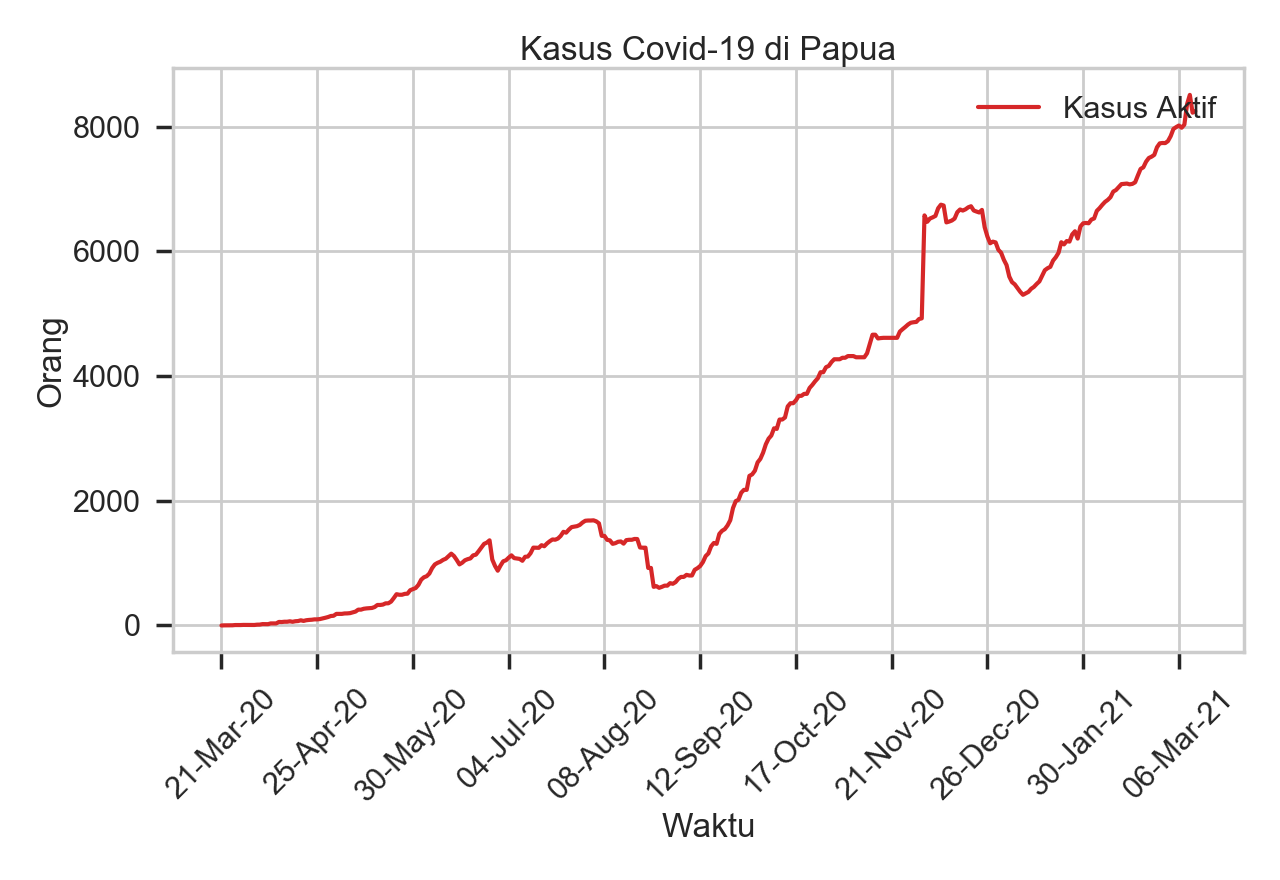 Kasus Covid-19 di Papua
Kasus Aktif
Orang
8000
6000
4000
2000
0
21-Mar-20
25-Apr-20
30-May-20
04-Jul-20
08-Aug-20
12-Sep-20
17-Oct-20
21-Nov-20
26-Dec-20
30-Jan-21
06-Mar-21
Waktu